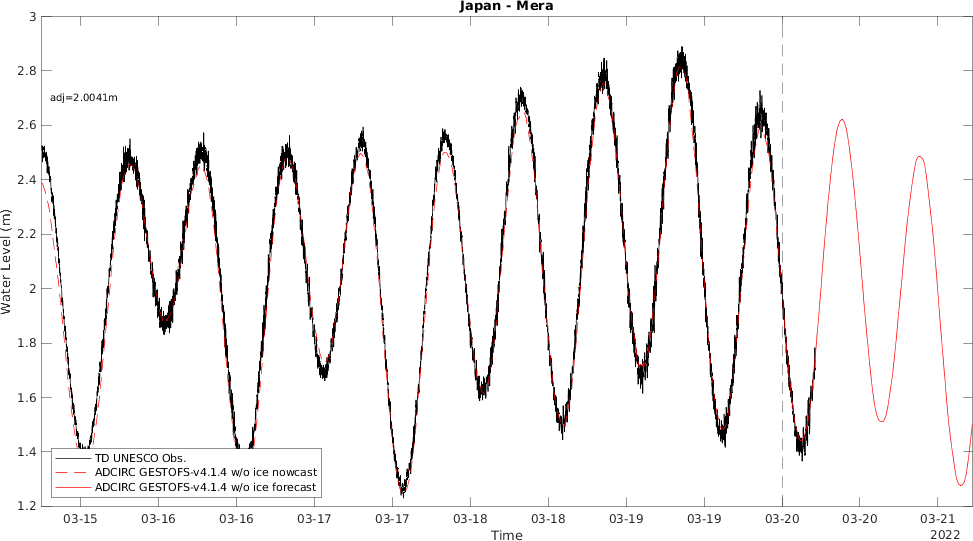 Japan - Mera
3
2.8
adj=2.0041m
2.6
2.4
2.2
Water Level (m)
2
1.8
1.6
1.4
1.2
TD UNESCO Obs.
ADCIRC GESTOFS-v4.1.4 w/o ice nowcast
ADCIRC GESTOFS-v4.1.4 w/o ice forecast
03-15 03-16 03-16 03-17 03-17 03-18 03-18 03-19 03-19 03-20 03-20 03-21
Time 2022